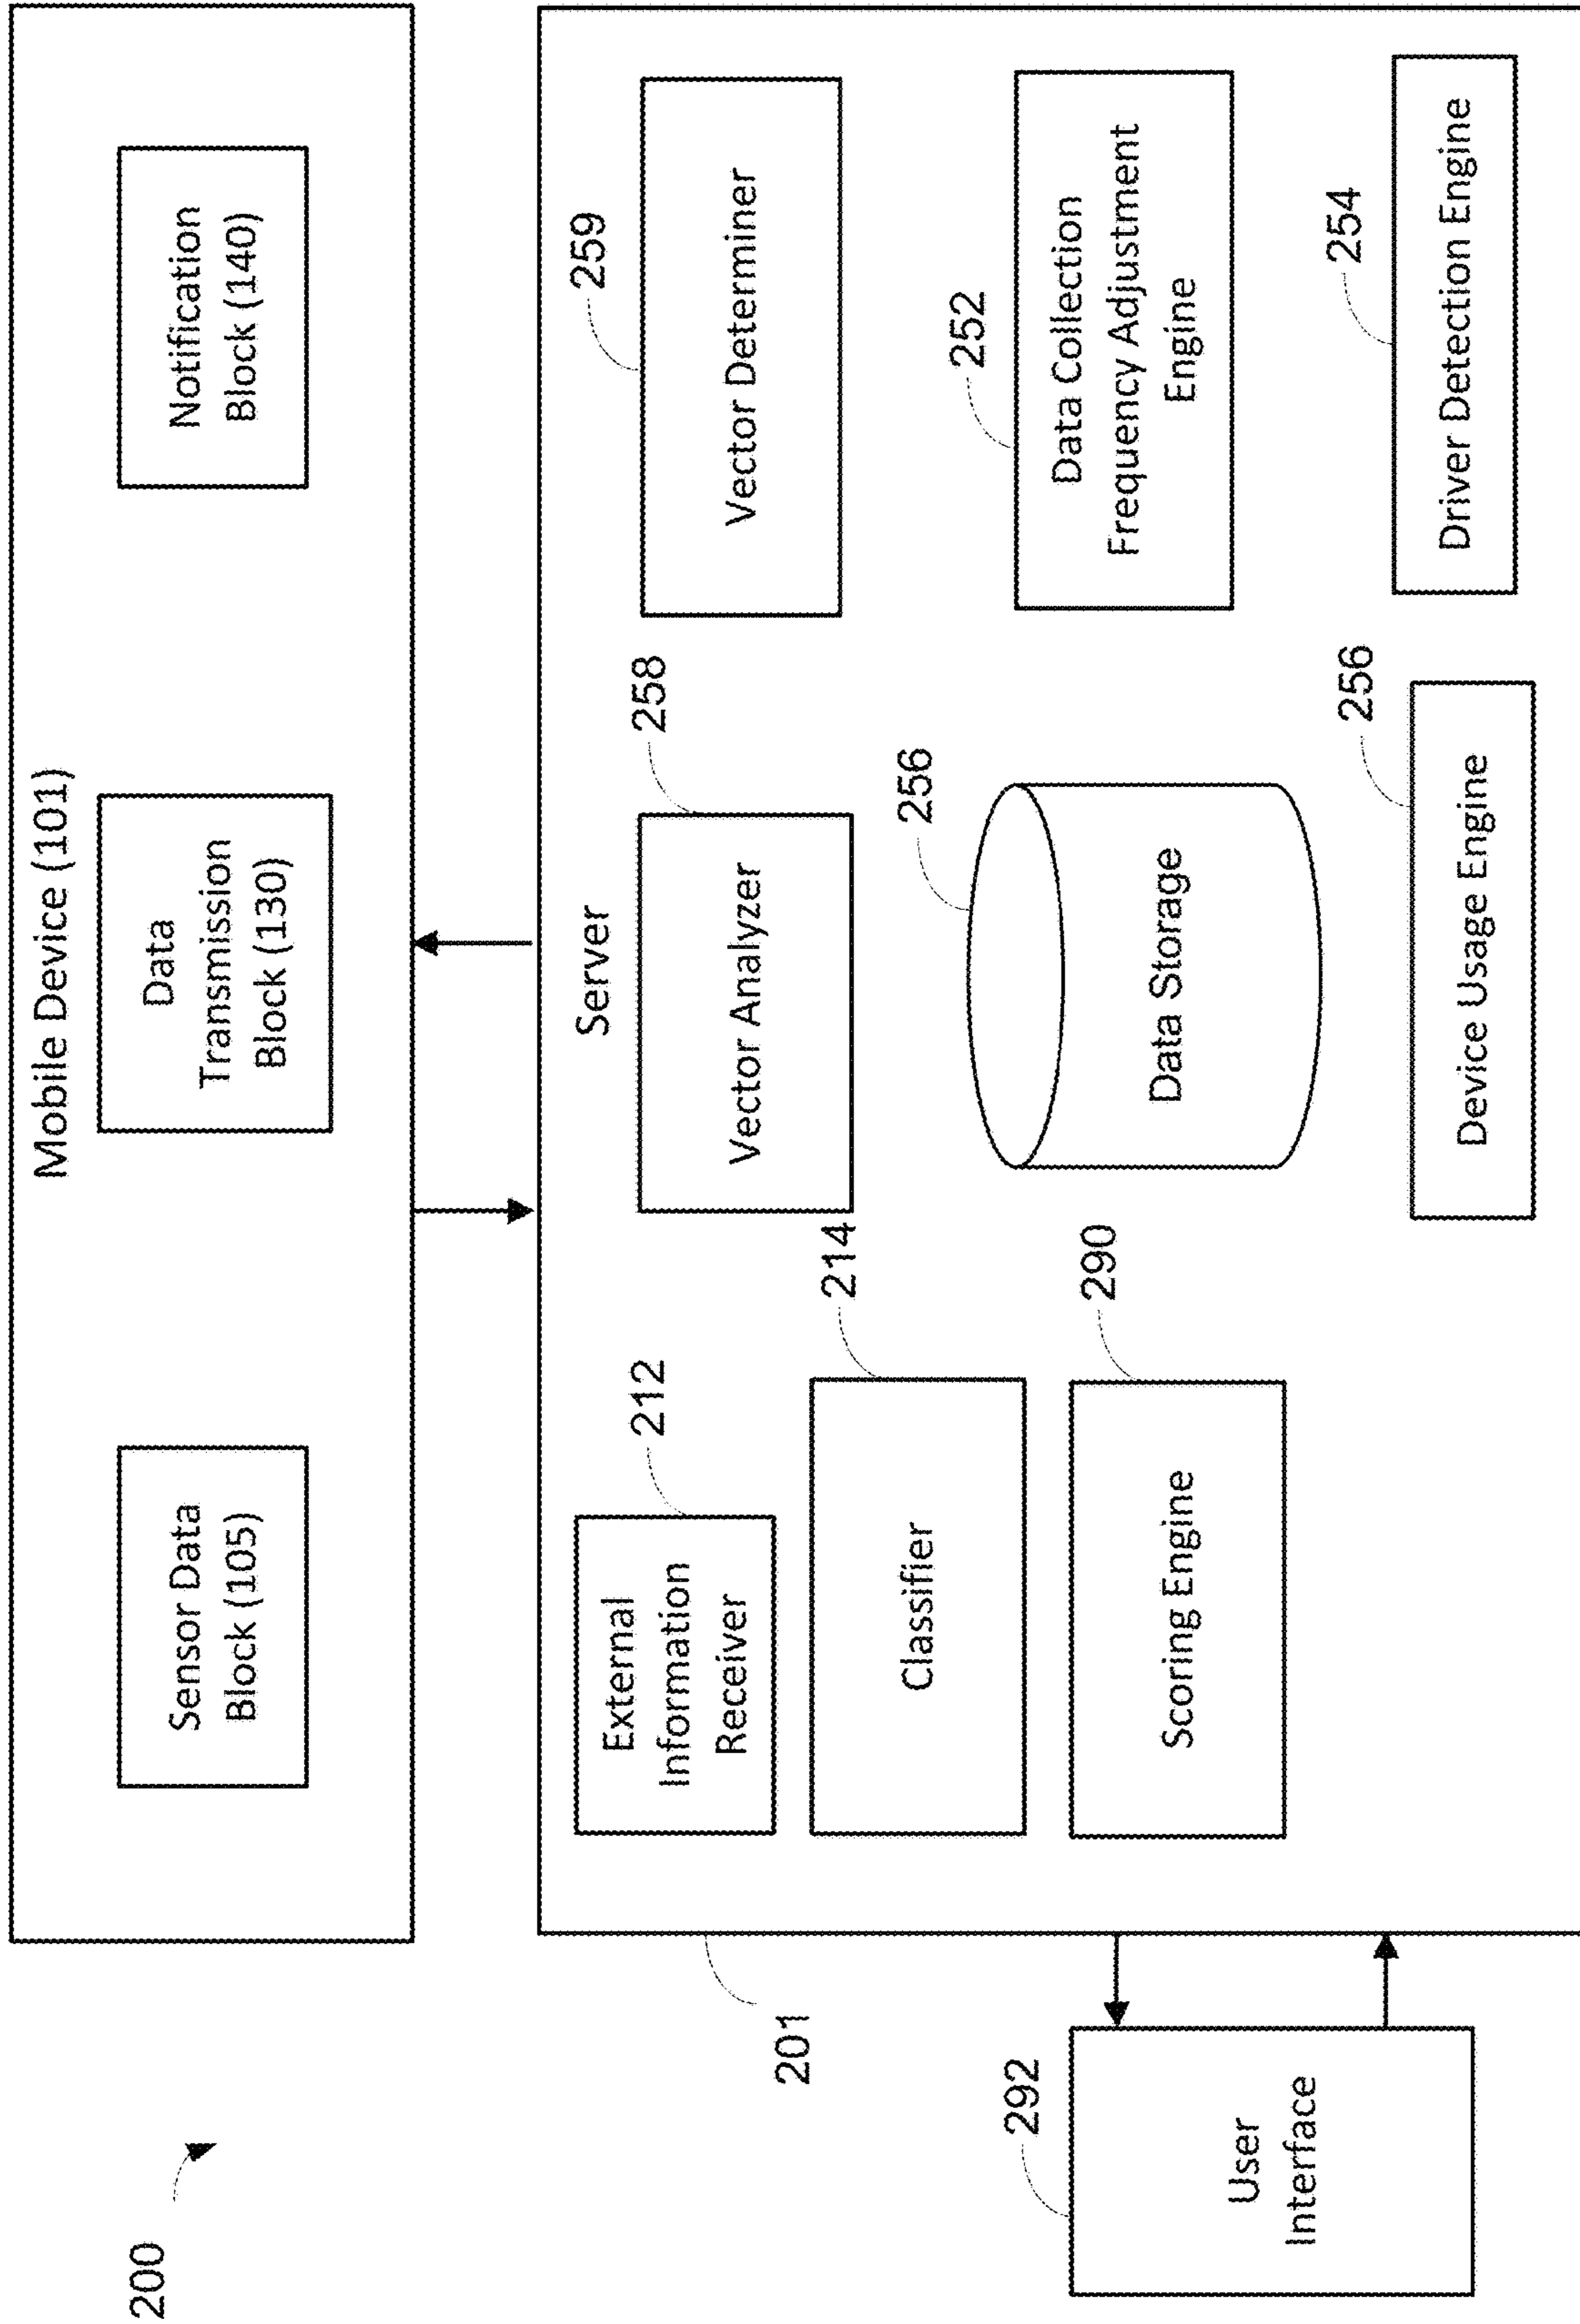 200
Mobile Device (101)
Sensor Data
Block (105)
Data
Transmission
Block (130)
Notification
Block (140)
201
Server
External
Information
Receiver
212
Classifier
214
Scoring Engine
290
Vector Analyzer
258
Data Storage
256
Device Usage Engine
256
Vector Determiner
259
Data Collection
Frequency Adjustment
Engine
252
Driver Detection Engine
254
User
Interface
292